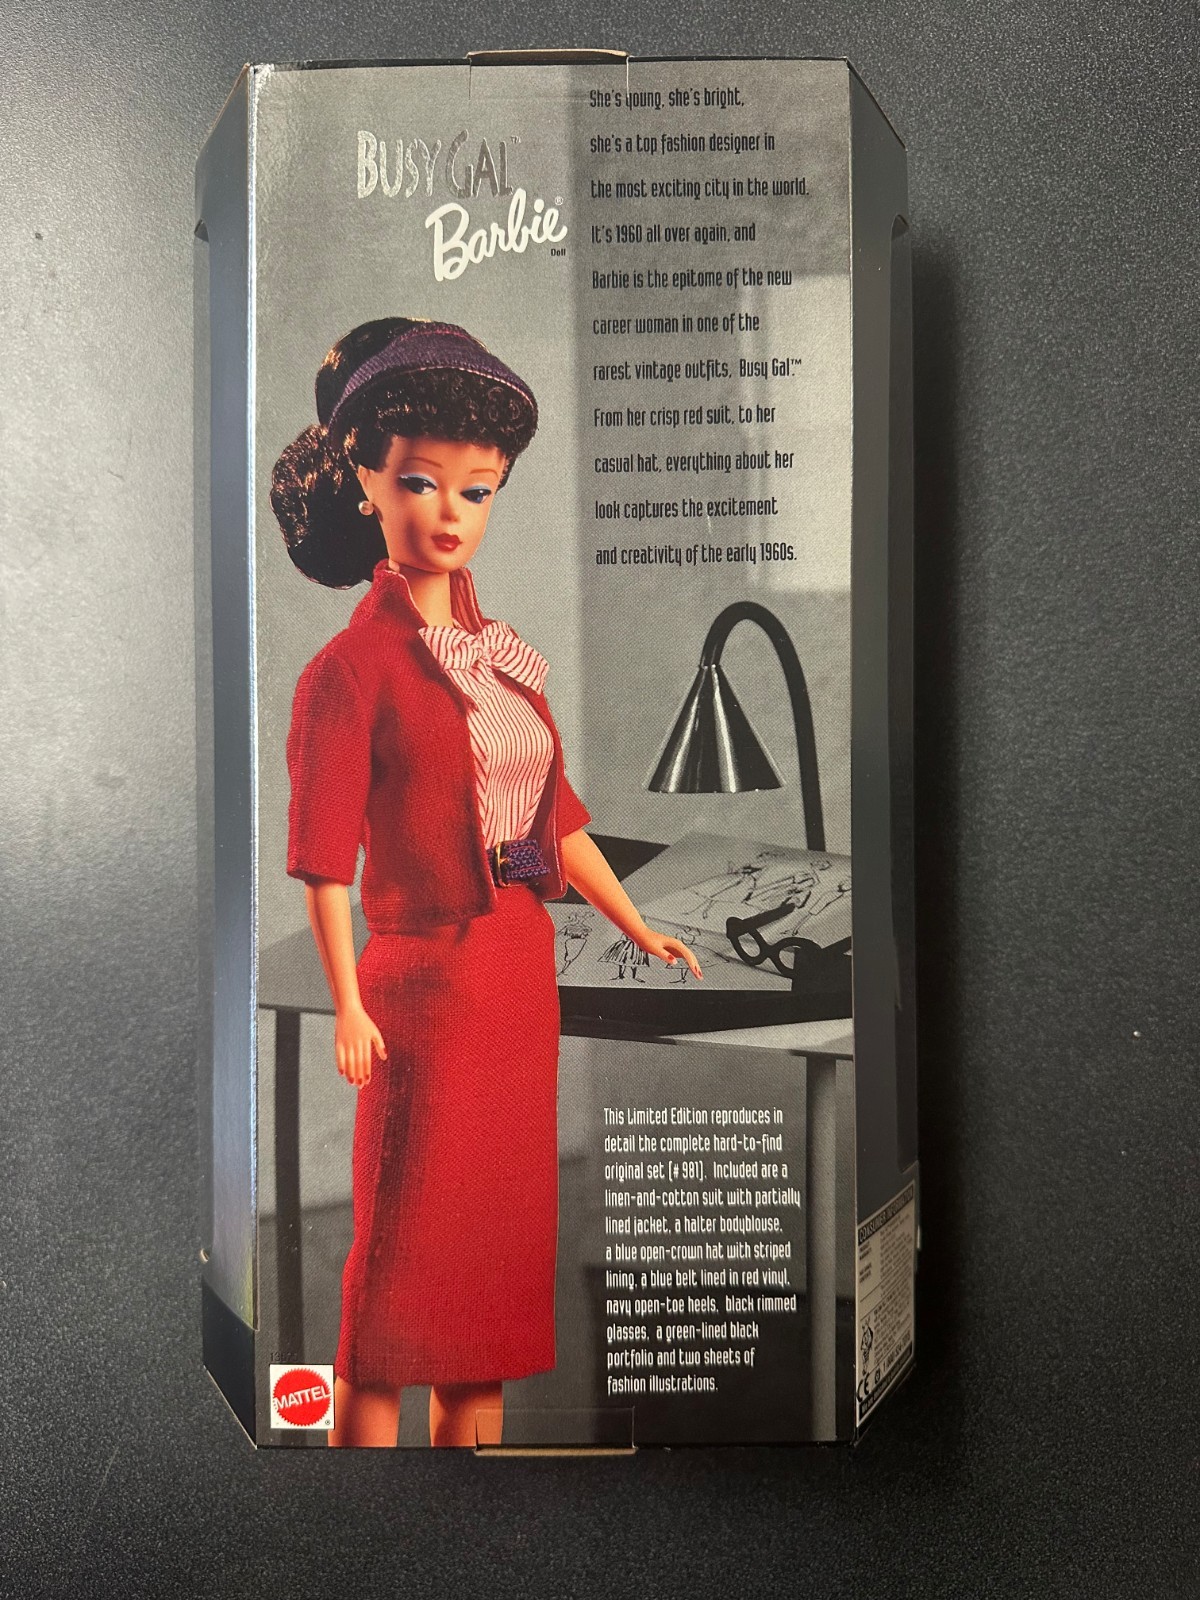 BUSY GAL™
Barbie®
Doll
She's young, she's bright,
she's a top fashion designer in
the most exciting city in the world.
It's 1960 all over again, and
Barbie is the epitome of the new
career woman in one of the
rarest vintage outfits, Busy Gal™.
From her crisp red suit, to her
casual hat, everything about her
look captures the excitement
and creativity of the early 1960s.
This Limited Edition reproduces in
detail the complete hard-to-find
original set (# 981). Included are a
linen-and-cotton suit with partially
lined jacket, a halter bodyblouse,
a blue open-crown hat with striped
lining, a blue belt lined in red vinyl,
navy open-toe heels, black rimmed
glasses, a green-lined black
portfolio and two sheets of
fashion illustrations.
MATTEL
®
CONSUMER INFORMATION
CE